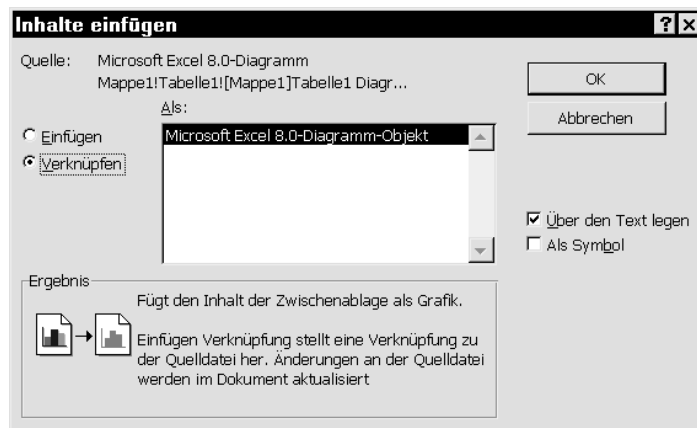 Inhalte einfügen
Quelle: Microsoft Excel 8.0-Diagramm
Mappe1!Tabelle1![Mappe1]Tabelle1 Diagr...
OK
Abbrechen
Als:
Einfügen
Verknüpfen
Microsoft Excel 8.0-Diagramm-Objekt
Über den Text legen
Als Symbol
Ergebnis
Fügt den Inhalt der Zwischenablage als Grafik.
Einfügen Verknüpfung stellt eine Verknüpfung zu
der Quelldatei her. Änderungen an der Quelldatei
werden im Dokument aktualisiert